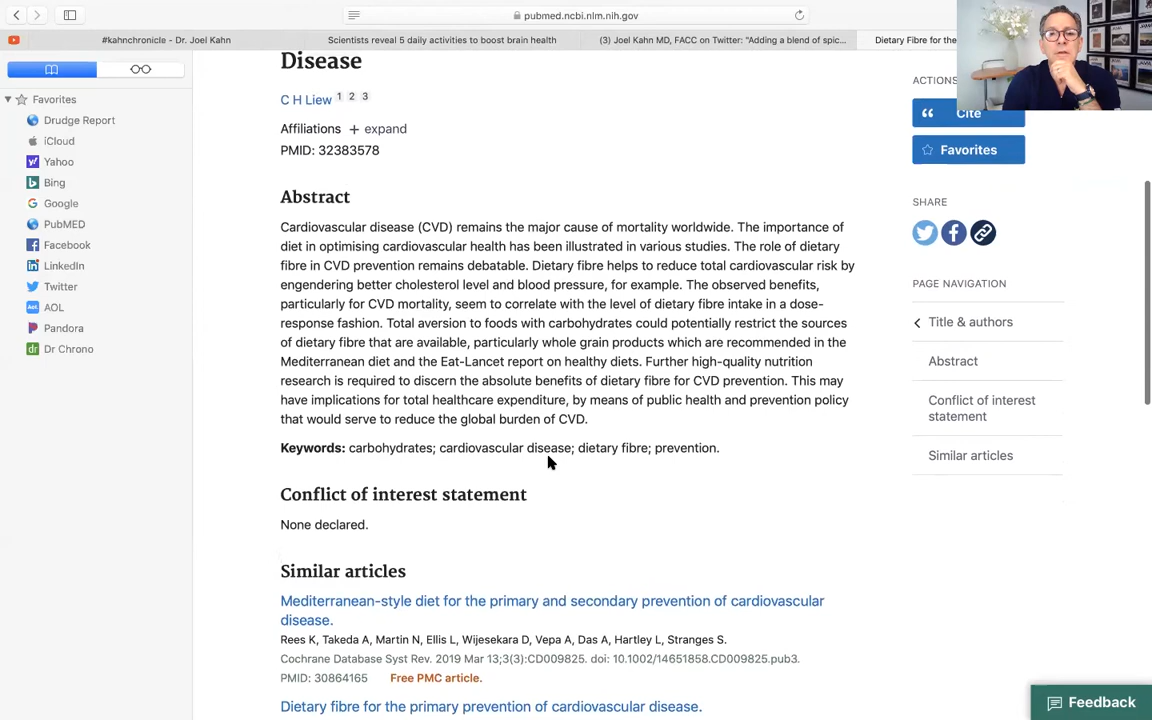 pubmed.ncbi.nlm.nih.gov
#kahnchronicle - Dr. Joel Kahn
Scientists reveal 5 daily activities to boost brain health
(3) Joel Kahn MD, FACC on Twitter: "Adding a blend of spic...
Dietary Fibre for the
Favorites
Drudge Report
iCloud
Yahoo
Bing
Google
PubMED
Facebook
LinkedIn
Twitter
AOL
Pandora
Dr Chrono
Disease
C H Liew 1 2 3
Affiliations + expand
PMID: 32383578
Abstract
Cardiovascular disease (CVD) remains the major cause of mortality worldwide. The importance of
diet in optimising cardiovascular health has been illustrated in various studies. The role of dietary
fibre in CVD prevention remains debatable. Dietary fibre helps to reduce total cardiovascular risk by
engendering better cholesterol level and blood pressure, for example. The observed benefits,
particularly for CVD mortality, seem to correlate with the level of dietary fibre intake in a dose-
response fashion. Total aversion to foods with carbohydrates could potentially restrict the sources
of dietary fibre that are available, particularly whole grain products which are recommended in the
Mediterranean diet and the Eat-Lancet report on healthy diets. Further high-quality nutrition
research is required to discern the absolute benefits of dietary fibre for CVD prevention. This may
have implications for total healthcare expenditure, by means of public health and prevention policy
that would serve to reduce the global burden of CVD.
Keywords: carbohydrates; cardiovascular disease; dietary fibre; prevention.
Conflict of interest statement
None declared.
Similar articles
Mediterranean-style diet for the primary and secondary prevention of cardiovascular
disease.
Rees K, Takeda A, Martin N, Ellis L, Wijesekara D, Vepa A, Das A, Hartley L, Stranges S.
Cochrane Database Syst Rev. 2019 Mar 13;3(3):CD009825. doi: 10.1002/14651858.CD009825.pub3.
PMID: 30864165 Free PMC article.
Dietary fibre for the primary prevention of cardiovascular disease.
ACTIONS
Cite
Favorites
SHARE
PAGE NAVIGATION
Title & authors
Abstract
Conflict of interest
statement
Similar articles
Feedback